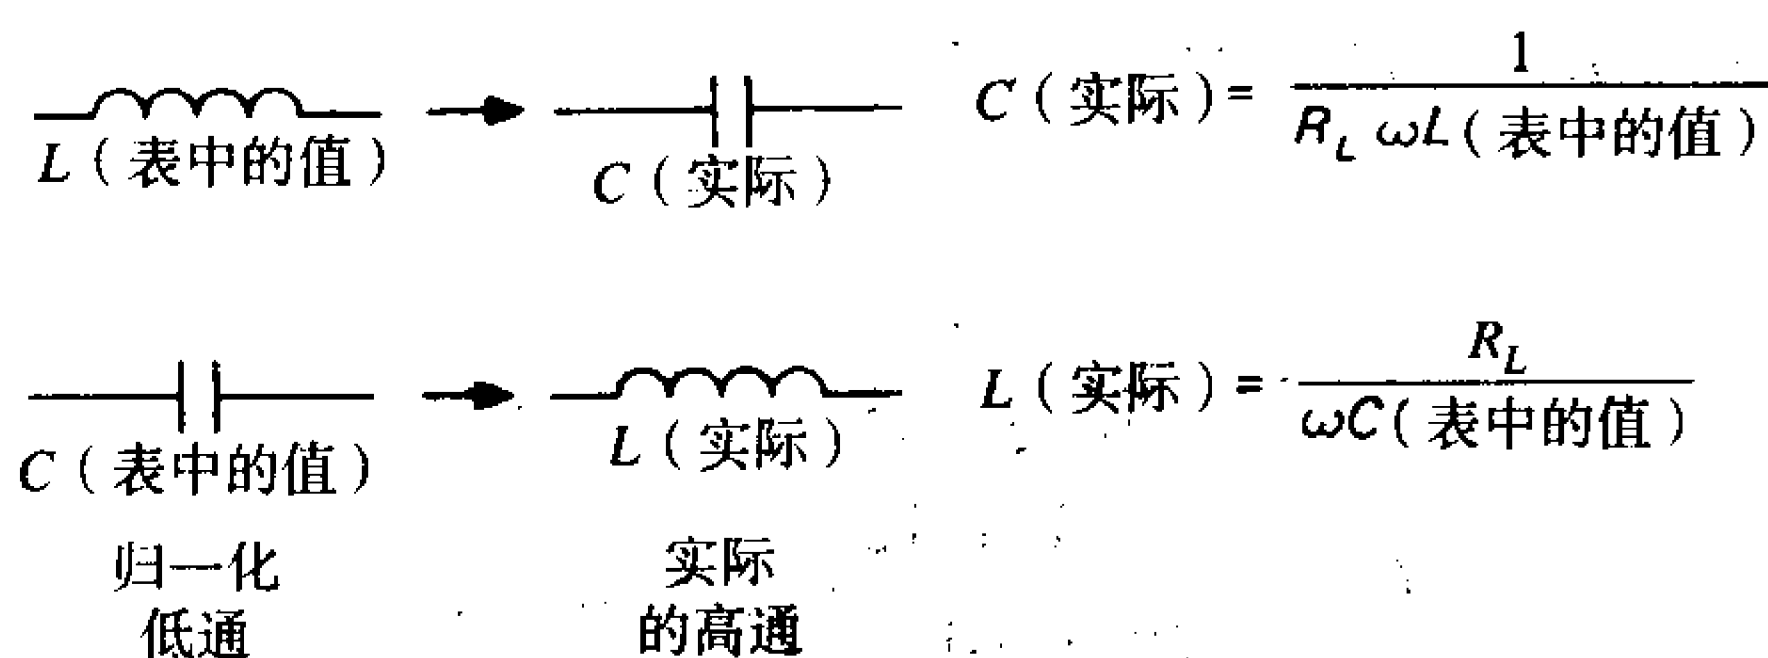 L（表中的值）
C（实际）
C（实际）= 1 / R_L ωL（表中的值）
C（表中的值）
L（实际）
L（实际）= R_L / ωC（表中的值）
归一化
低通
实际
的高通